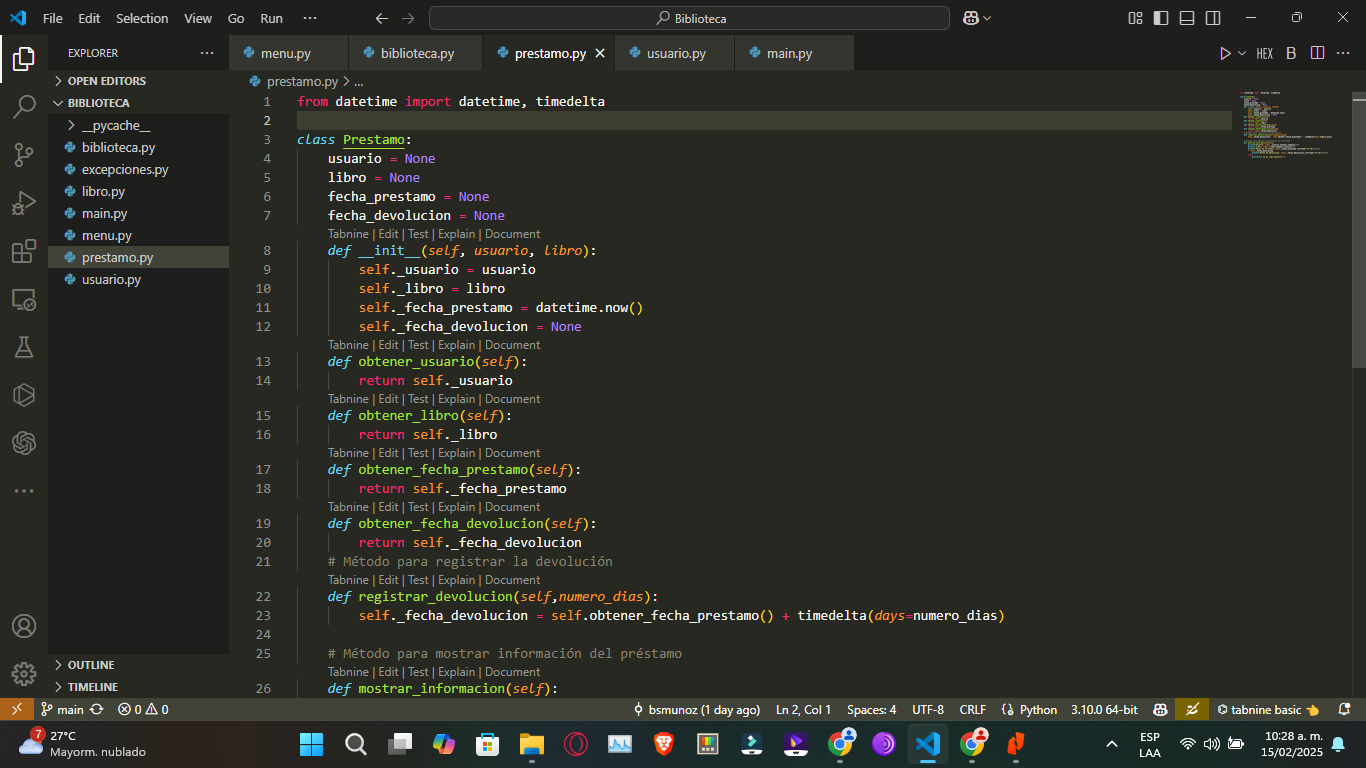 File Edit Selection View Go Run ··· Biblioteca
EXPLORER ···
menu.py biblioteca.py prestamo.py usuario.py main.py HEX B ···
OPEN EDITORS
BIBLIOTECA
__pycache__
biblioteca.py
excepciones.py
libro.py
main.py
menu.py
prestamo.py
usuario.py
OUTLINE
TIMELINE
prestamo.py > ...
1 from datetime import datetime, timedelta
2
3 class Prestamo:
4 usuario = None
5 libro = None
6 fecha_prestamo = None
7 fecha_devolucion = None
Tabnine | Edit | Test | Explain | Document
8 def __init__(self, usuario, libro):
9 self._usuario = usuario
10 self._libro = libro
11 self._fecha_prestamo = datetime.now()
12 self._fecha_devolucion = None
Tabnine | Edit | Test | Explain | Document
13 def obtener_usuario(self):
14 return self._usuario
Tabnine | Edit | Test | Explain | Document
15 def obtener_libro(self):
16 return self._libro
Tabnine | Edit | Test | Explain | Document
17 def obtener_fecha_prestamo(self):
18 return self._fecha_prestamo
Tabnine | Edit | Test | Explain | Document
19 def obtener_fecha_devolucion(self):
20 return self._fecha_devolucion
21 # Método para registrar la devolución
Tabnine | Edit | Test | Explain | Document
22 def registrar_devolucion(self,numero_dias):
23 self._fecha_devolucion = self.obtener_fecha_prestamo() + timedelta(days=numero_dias)
24
25 # Método para mostrar información del préstamo
Tabnine | Edit | Test | Explain | Document
26 def mostrar_informacion(self):
main 0 0 bsmunoz (1 day ago) Ln 2, Col 1 Spaces: 4 UTF-8 CRLF Python 3.10.0 64-bit tabnine basic
7 27°C
Mayorm. nublado
ESP
LAA
10:28 a. m.
15/02/2025